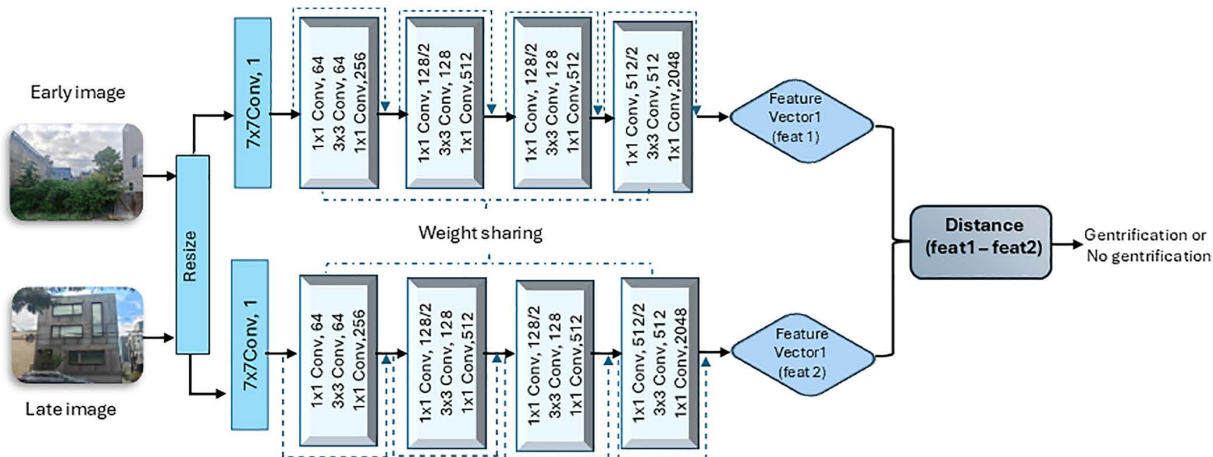 Early image
Late image
Resize
7x7Conv, 1
1x1 Conv, 64
3x3 Conv, 64
1x1 Conv,256
1x1 Conv, 128/2
3x3 Conv, 128
1x1 Conv,512
1x1 Conv, 128/2
3x3 Conv, 128
1x1 Conv,512
1x1 Conv, 512/2
3x3 Conv, 512
1x1 Conv,2048
Feature
Vector1
(feat 1)
Weight sharing
7x7Conv, 1
1x1 Conv, 64
3x3 Conv, 64
1x1 Conv,256
1x1 Conv, 128/2
3x3 Conv, 128
1x1 Conv,512
1x1 Conv, 128/2
3x3 Conv, 128
1x1 Conv,512
1x1 Conv, 512/2
3x3 Conv, 512
1x1 Conv,2048
Feature
Vector1
(feat 2)
Distance
(feat1 – feat2)
Gentrification or
No gentrification